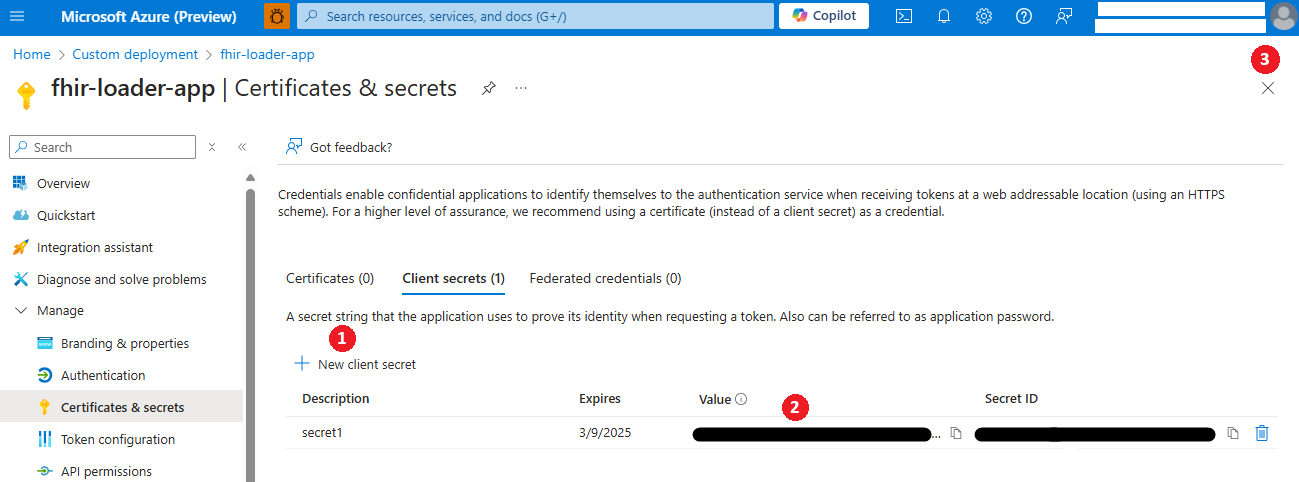 Microsoft Azure (Preview)
Search resources, services, and docs (G+/)
Copilot
Home > Custom deployment > fhir-loader-app
3
fhir-loader-app | Certificates & secrets
...
Search
Got feedback?
Overview
Quickstart
Integration assistant
Diagnose and solve problems
Manage
Branding & properties
Authentication
Certificates & secrets
Token configuration
API permissions
Credentials enable confidential applications to identify themselves to the authentication service when receiving tokens at a web addressable location (using an HTTPS
scheme). For a higher level of assurance, we recommend using a certificate (instead of a client secret) as a credential.
Certificates (0) Client secrets (1) Federated credentials (0)
A secret string that the application uses to prove its identity when requesting a token. Also can be referred to as application password.
1
New client secret
Description Expires Value Secret ID
2
secret1 3/9/2025 ...